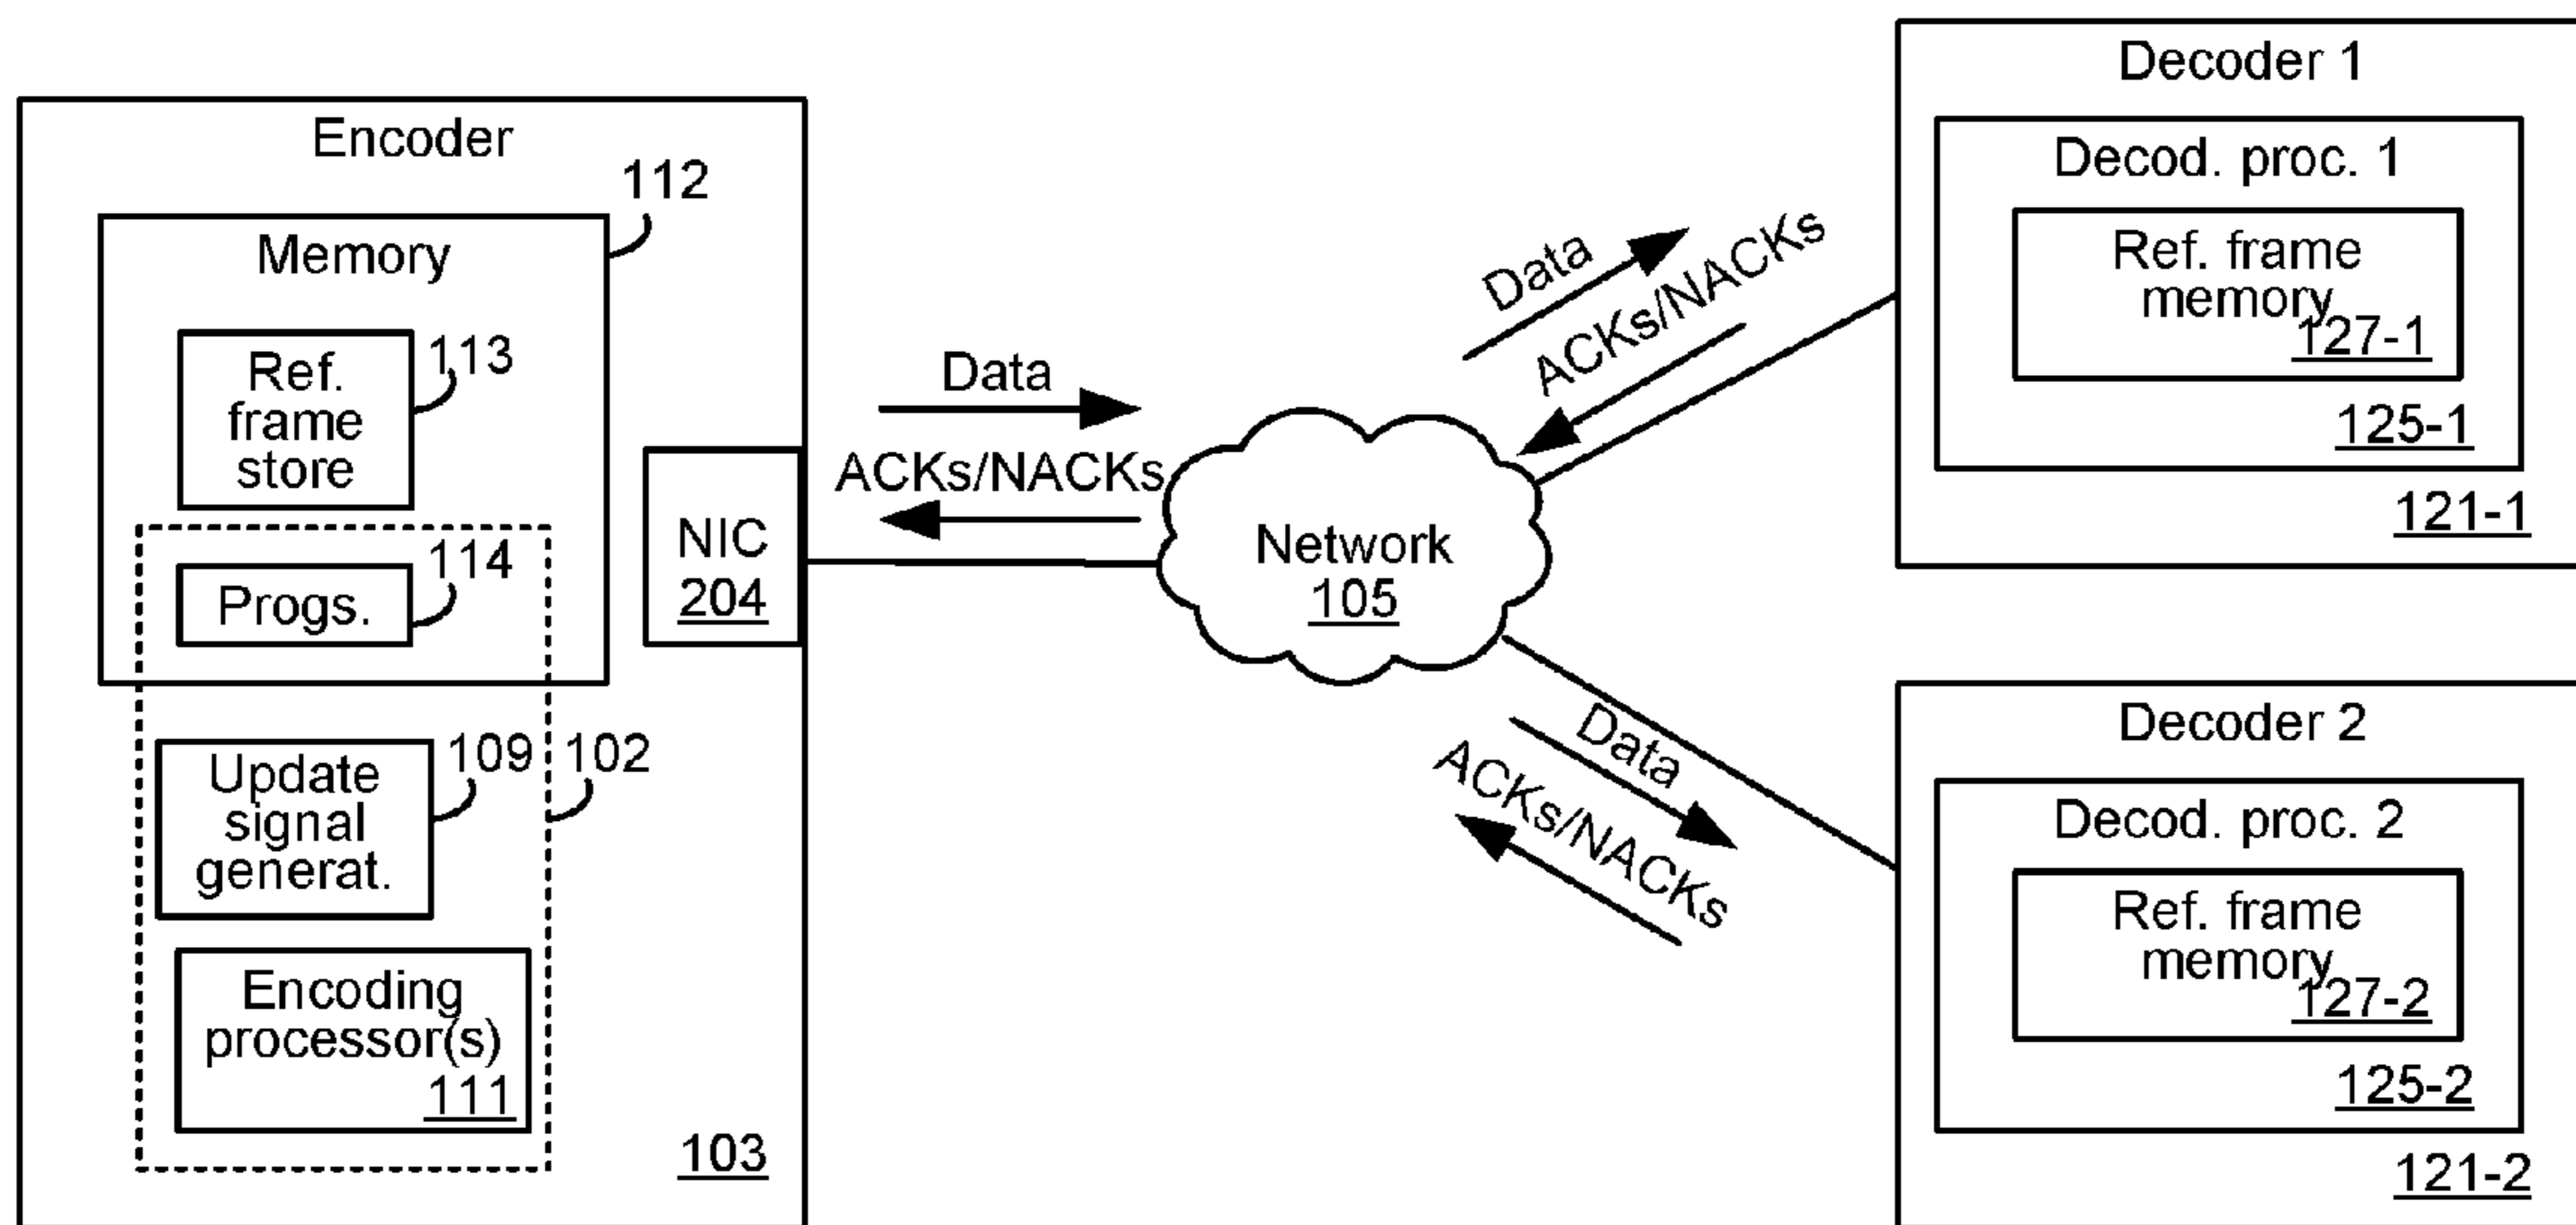 Encoder
112
Memory
113
Ref.
frame
store
114
Progs.
109
102
Update
signal
generat.
Encoding
processor(s)
111
103
NIC
204
Data
ACKs/NACKs
Network
105
Data
ACKs/NACKs
Data
ACKs/NACKs
Decoder 1
Decod. proc. 1
Ref. frame
memory
127-1
125-1
121-1
Decoder 2
Decod. proc. 2
Ref. frame
memory
127-2
125-2
121-2